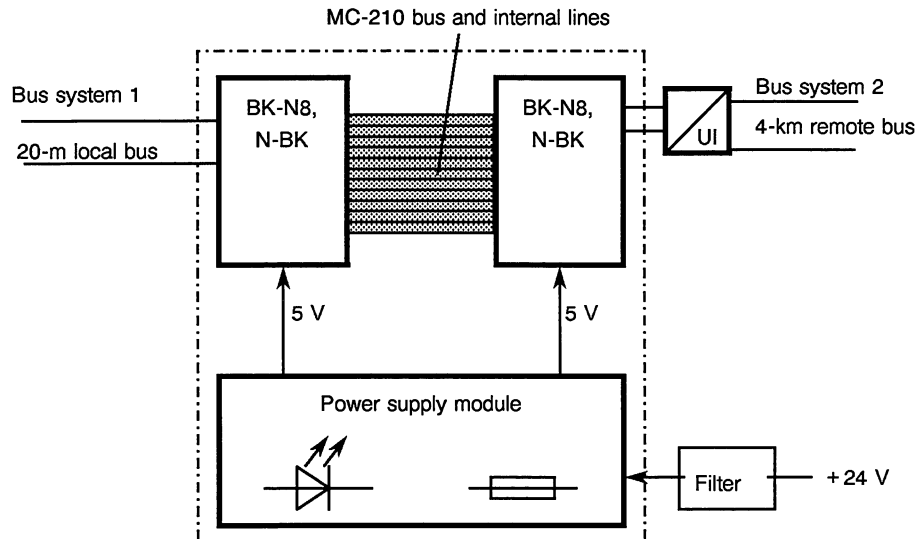 MC-210 bus and internal lines
Bus system 1
20-m local bus
BK-N8,
N-BK
BK-N8,
N-BK
UI
Bus system 2
4-km remote bus
5 V
5 V
Power supply module
Filter
+24 V